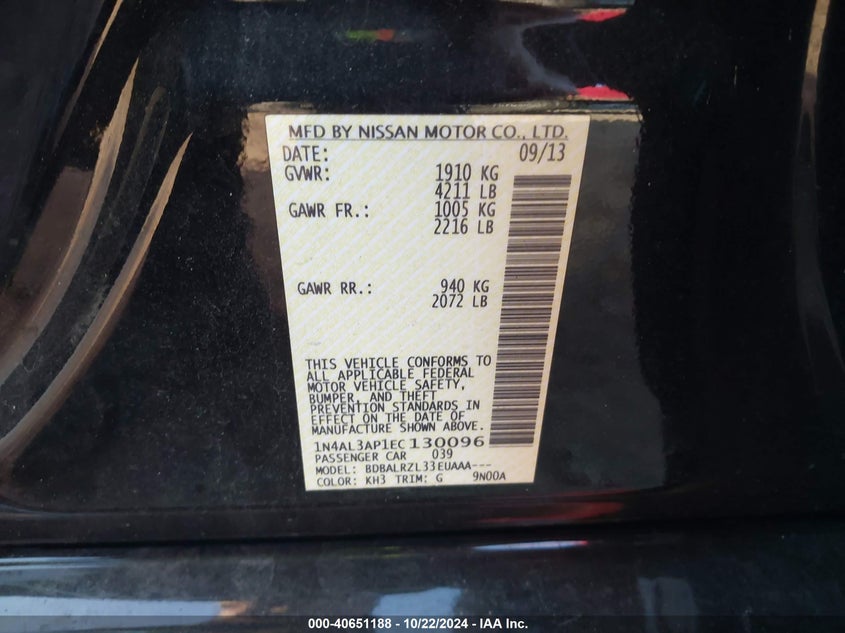 MFD BY NISSAN MOTOR CO., LTD.
DATE: 09/13
GVWR: 1910 KG
4211 LB
GAWR FR.: 1005 KG
2216 LB
GAWR RR.: 940 KG
2072 LB
THIS VEHICLE CONFORMS TO
ALL APPLICABLE FEDERAL
MOTOR VEHICLE SAFETY,
BUMPER, AND THEFT
PREVENTION STANDARDS IN
EFFECT ON THE DATE OF
MANUFACTURE SHOWN ABOVE.
1N4AL3AP1EC130096
PASSENGER CAR 039
MODEL: BDBALRZL33EUAAA---
COLOR: KH3 TRIM: G 9N00A
000-40651188 - 10/22/2024 - IAA Inc.